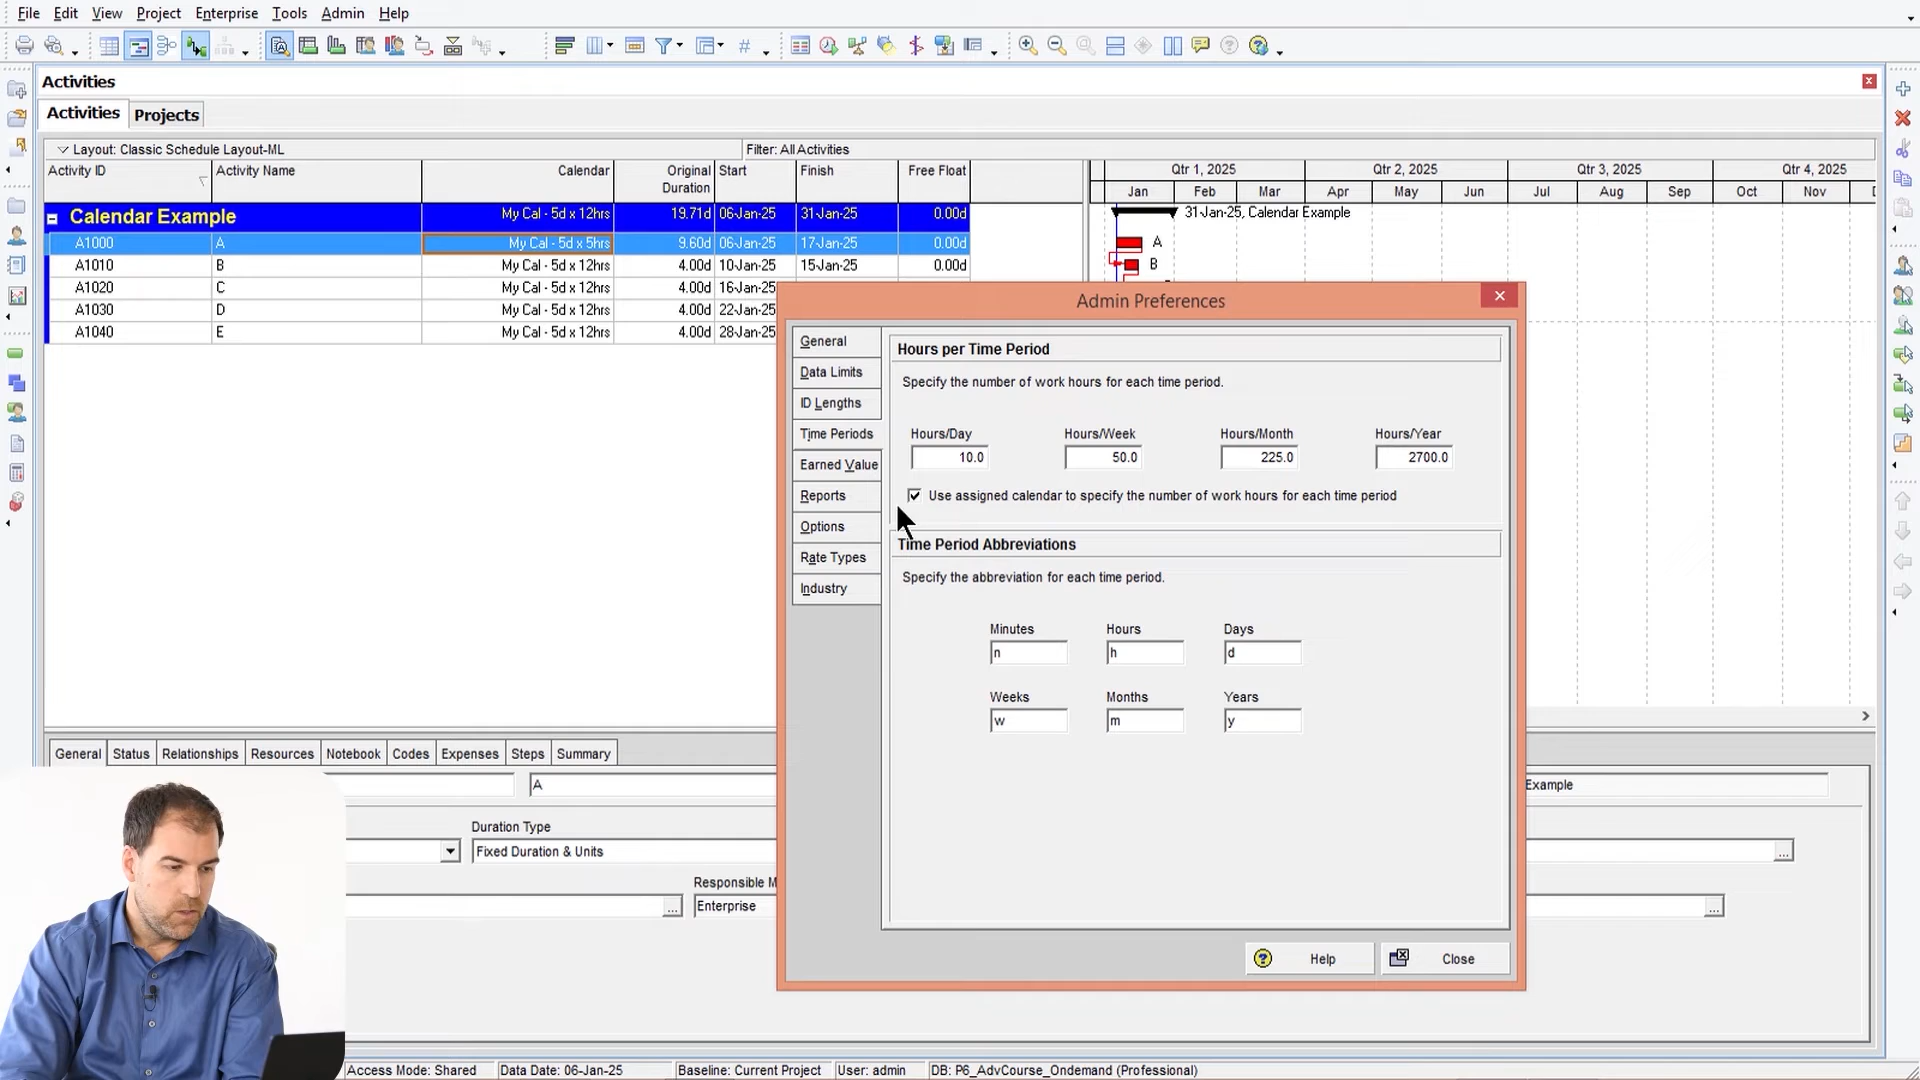 File Edit View Project Enterprise Tools Admin Help
Activities
Activities Projects
Layout: Classic Schedule Layout-ML Filter: All Activities
Activity ID Activity Name Calendar Original Duration Start Finish Free Float
Qtr 1, 2025 Qtr 2, 2025 Qtr 3, 2025 Qtr 4, 2025
Jan Feb Mar Apr May Jun Jul Aug Sep Oct Nov D
Calendar Example My Cal - 5d x 12hrs 19.71d 06-Jan-25 31-Jan-25 0.00d 31-Jan-25, Calendar Example
A1000 A My Cal - 5d x 5hrs 9.60d 06-Jan-25 17-Jan-25 0.00d A
A1010 B My Cal - 5d x 12hrs 4.00d 10-Jan-25 15-Jan-25 0.00d B
A1020 C My Cal - 5d x 12hrs 4.00d 16-Jan-25
A1030 D My Cal - 5d x 12hrs 4.00d 22-Jan-25
A1040 E My Cal - 5d x 12hrs 4.00d 28-Jan-25
Admin Preferences
General
Data Limits
ID Lengths
Time Periods
Earned Value
Reports
Options
Rate Types
Industry
Hours per Time Period
Specify the number of work hours for each time period.
Hours/Day Hours/Week Hours/Month Hours/Year
10.0 50.0 225.0 2700.0
Use assigned calendar to specify the number of work hours for each time period
Time Period Abbreviations
Specify the abbreviation for each time period.
Minutes Hours Days
n h d
Weeks Months Years
w m y
Help Close
General Status Relationships Resources Notebook Codes Expenses Steps Summary
A Example
Duration Type
Fixed Duration & Units
Responsible M
Enterprise
Access Mode: Shared Data Date: 06-Jan-25 Baseline: Current Project User: admin DB: P6_AdvCourse_Ondemand (Professional)